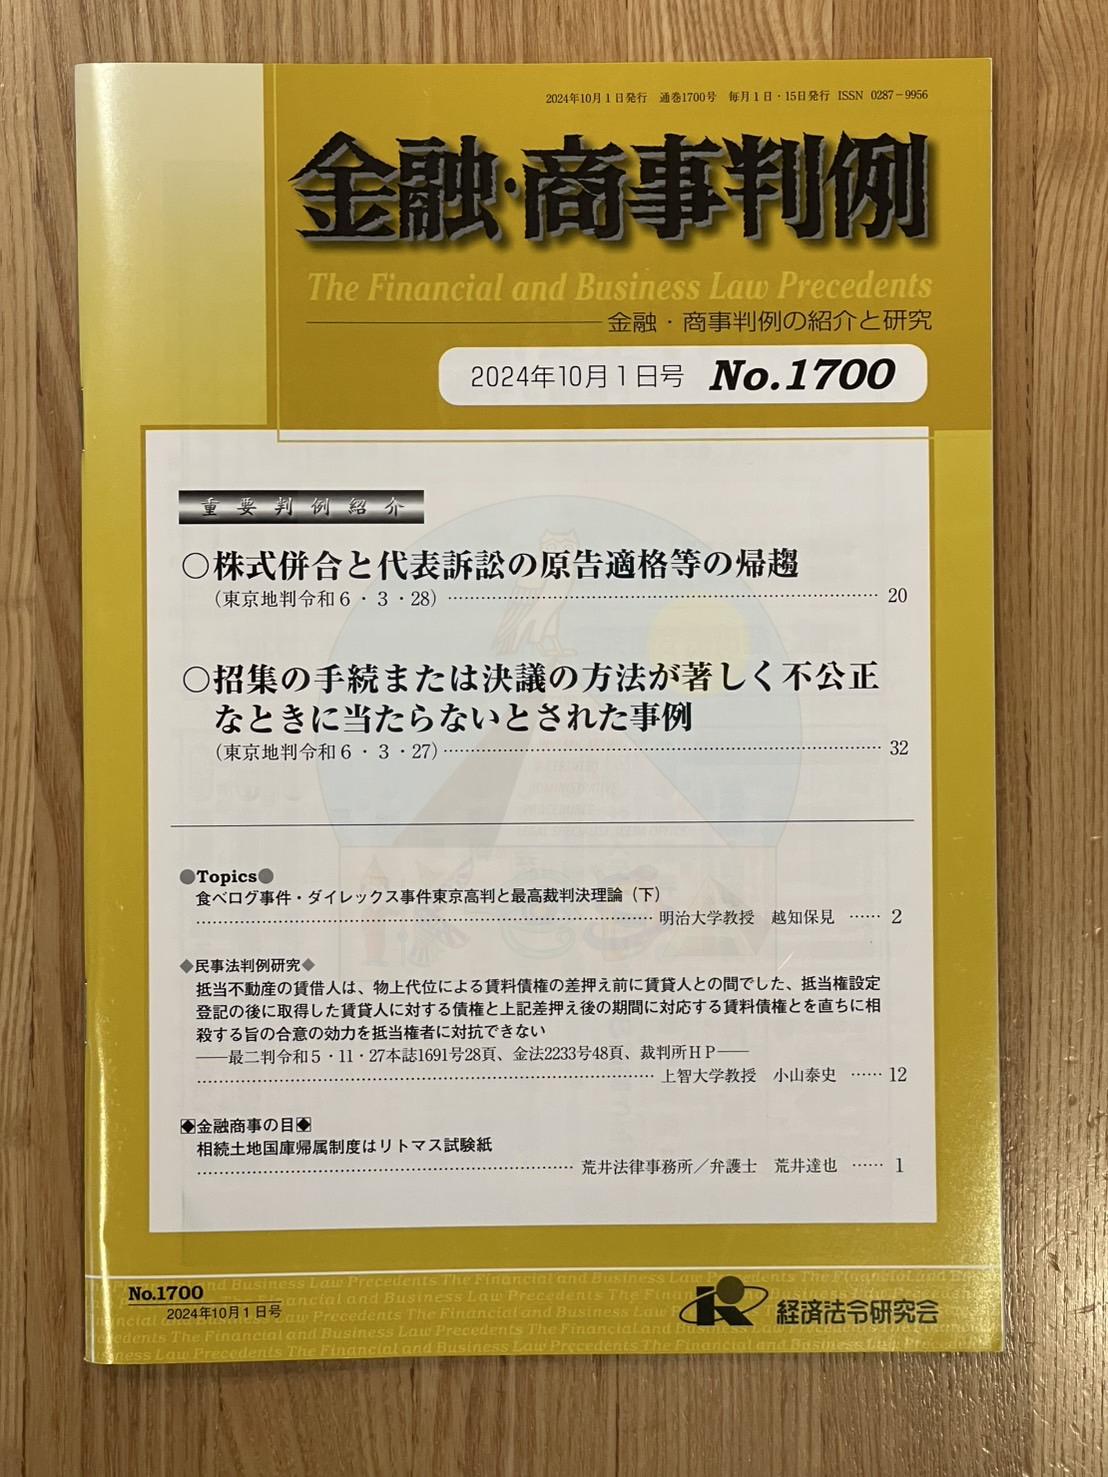 2024年10月1日発行 通巻1700号 毎月1日・15日発行 ISSN 0287-9956
金融・商事判例
The Financial and Business Law Precedents
金融・商事判例の紹介と研究
2024年10月1日号 No.1700
重要判例紹介
○株式併合と代表訴訟の原告適格等の帰趨
(東京地判令和6・3・28)……20
○招集の手続または決議の方法が著しく不公正
なときに当たらないとされた事例
(東京地判令和6・3・27)……32
●Topics●
食べログ事件・ダイレックス事件東京高判と最高裁判決理論(下)
……明治大学教授 越知保見 ……2
◆民事法判例研究◆
抵当不動産の賃借人は、物上代位による賃料債権の差押え前に賃貸人との間でした、抵当権設定
登記の後に取得した賃貸人に対する債権と上記差押え後の期間に対応する賃料債権とを直ちに相
殺する旨の合意の効力を抵当権者に対抗できない
――最二判令和5・11・27本誌1691号28頁、金法2233号48頁、裁判所HP――
……上智大学教授 小山泰史 ……12
◆金融商事の目◆
相続土地国庫帰属制度はリトマス試験紙
……荒井法律事務所/弁護士 荒井達也 ……1
No.1700
2024年10月1日号
経済法令研究会